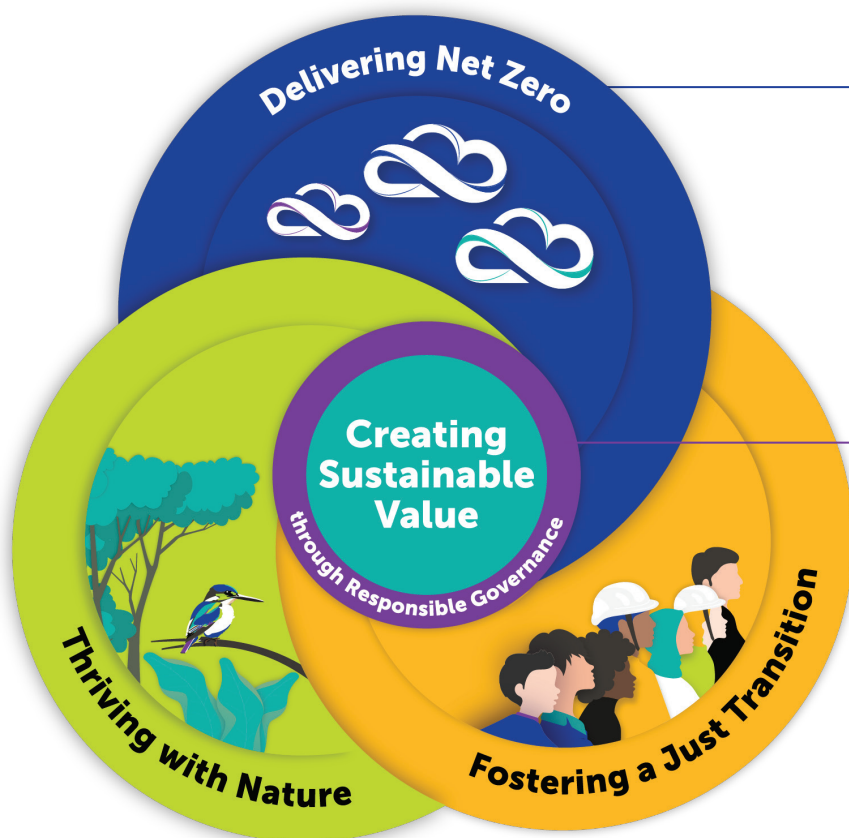 Delivering Net Zero
Creating
Sustainable
Value
through Responsible Governance
Thriving with Nature
Fostering a Just Transition